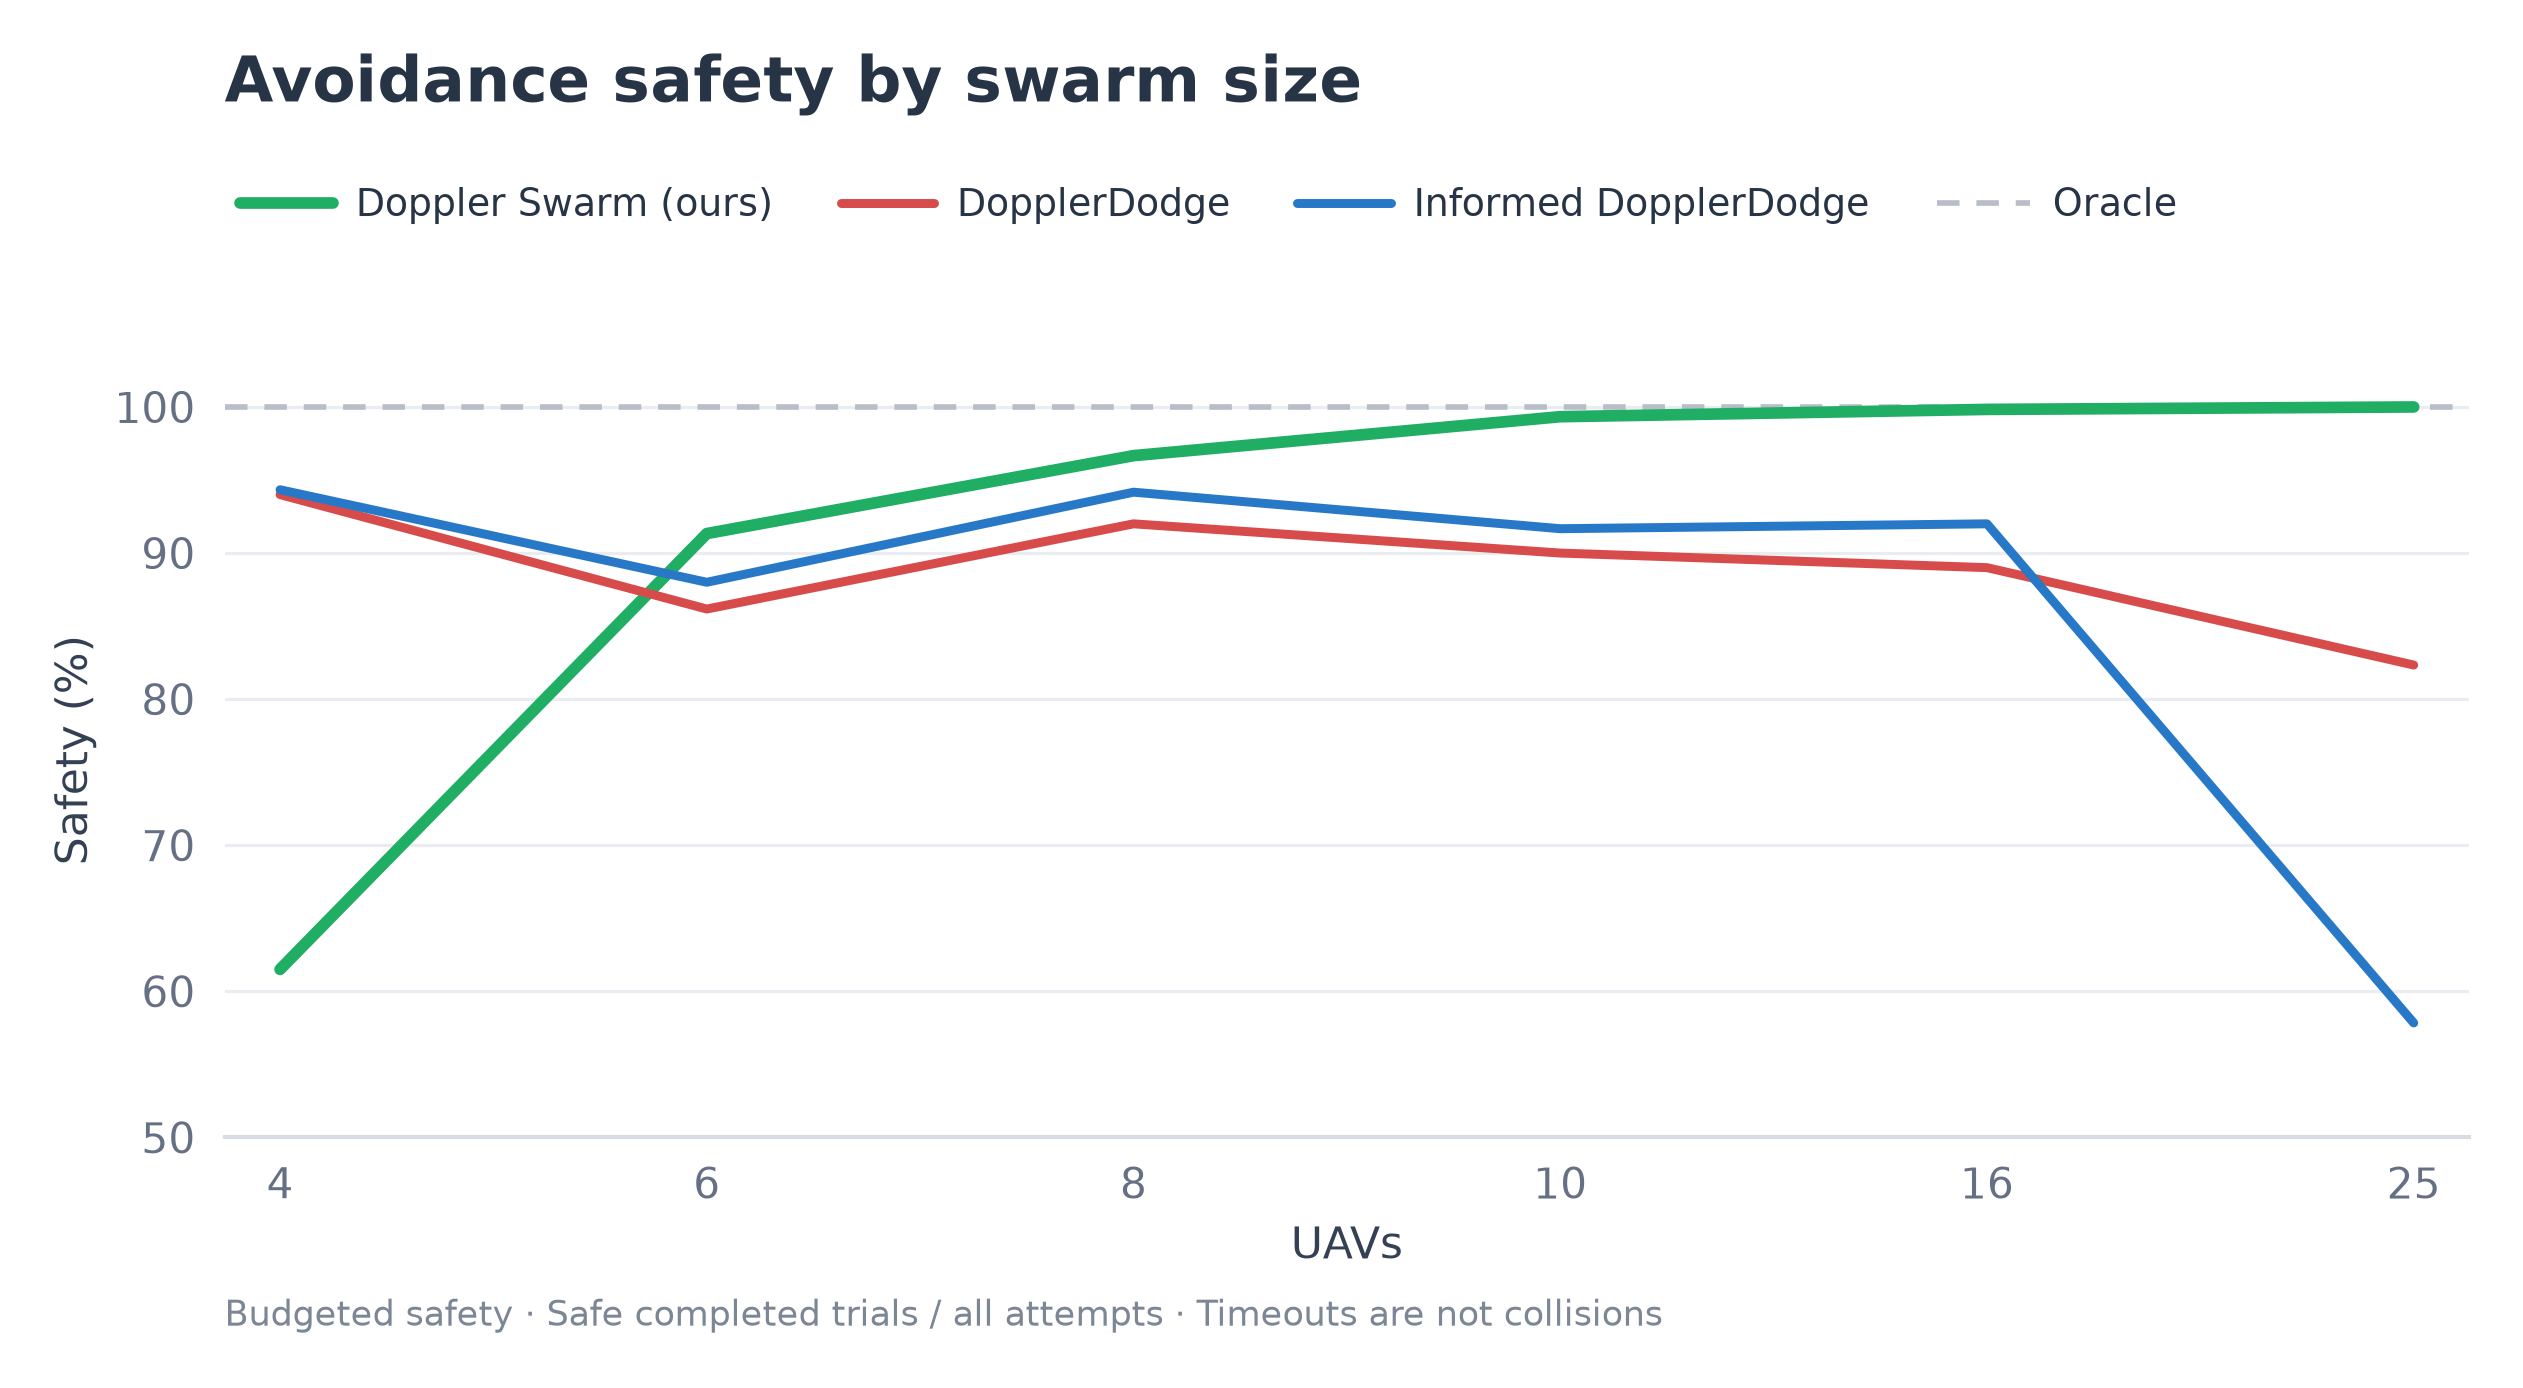 Avoidance safety by swarm size
Doppler Swarm (ours) DopplerDodge Informed DopplerDodge Oracle
100
90
80
70
60
50
Safety (%)
4 6 8 10 16 25
UAVs
Budgeted safety · Safe completed trials / all attempts · Timeouts are not collisions